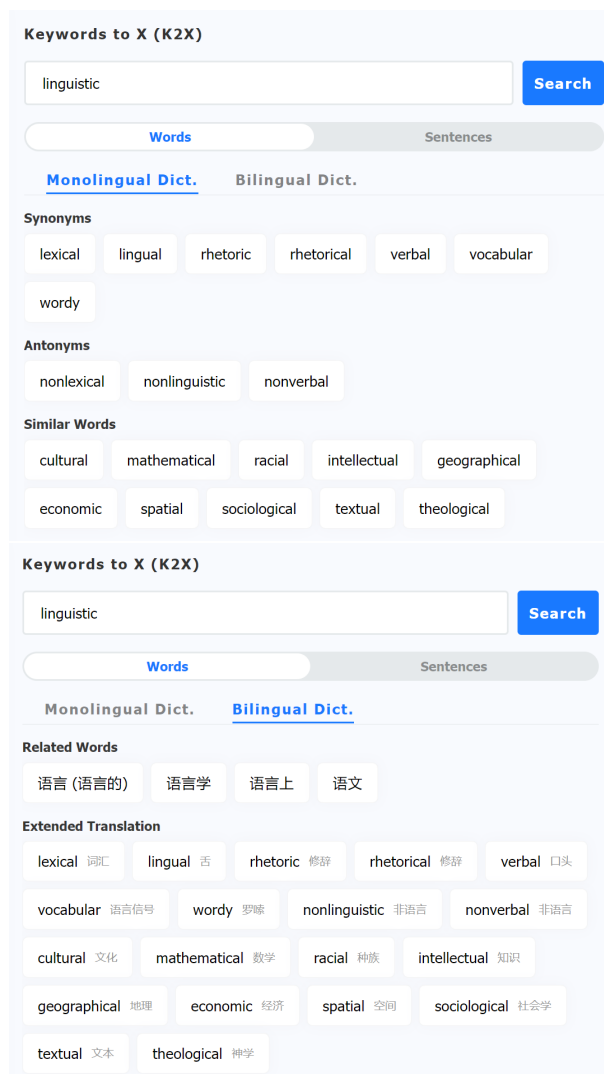 Keywords to X (K2X)
linguistic Search
Words Sentences
Monolingual Dict. Bilingual Dict.
Synonyms
lexical lingual rhetoric rhetorical verbal vocabular
wordy
Antonyms
nonlexical nonlinguistic nonverbal
Similar Words
cultural mathematical racial intellectual geographical
economic spatial sociological textual theological
Keywords to X (K2X)
linguistic Search
Words Sentences
Monolingual Dict. Bilingual Dict.
Related Words
语言 (语言的) 语言学 语言上 语文
Extended Translation
lexical 词汇 lingual 舌 rhetoric 修辞 rhetorical 修辞 verbal 口头
vocabular 语言信号 wordy 罗嗦 nonlinguistic 非语言 nonverbal 非语言
cultural 文化 mathematical 数学 racial 种族 intellectual 知识
geographical 地理 economic 经济 spatial 空间 sociological 社会学
textual 文本 theological 神学